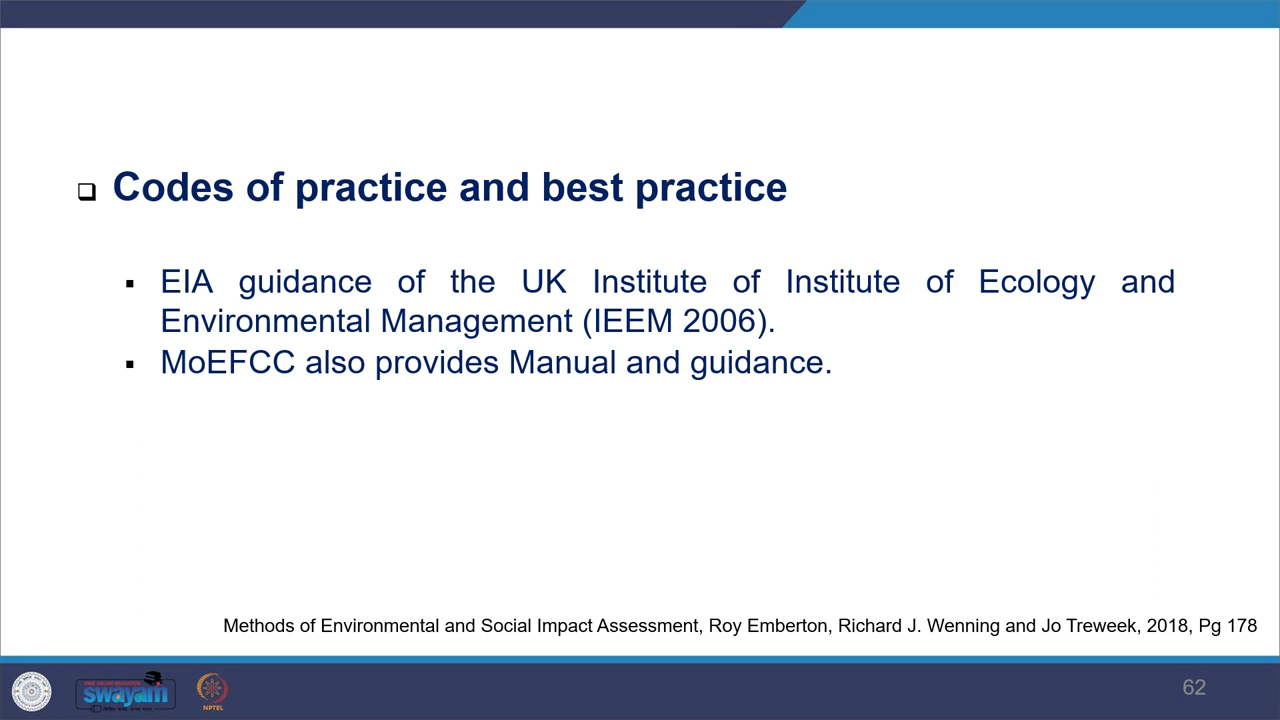 Codes of practice and best practice
EIA guidance of the UK Institute of Institute of Ecology and
Environmental Management (IEEM 2006).
MoEFCC also provides Manual and guidance.
Methods of Environmental and Social Impact Assessment, Roy Emberton, Richard J. Wenning and Jo Treweek, 2018, Pg 178
swayam
NPTEL
62